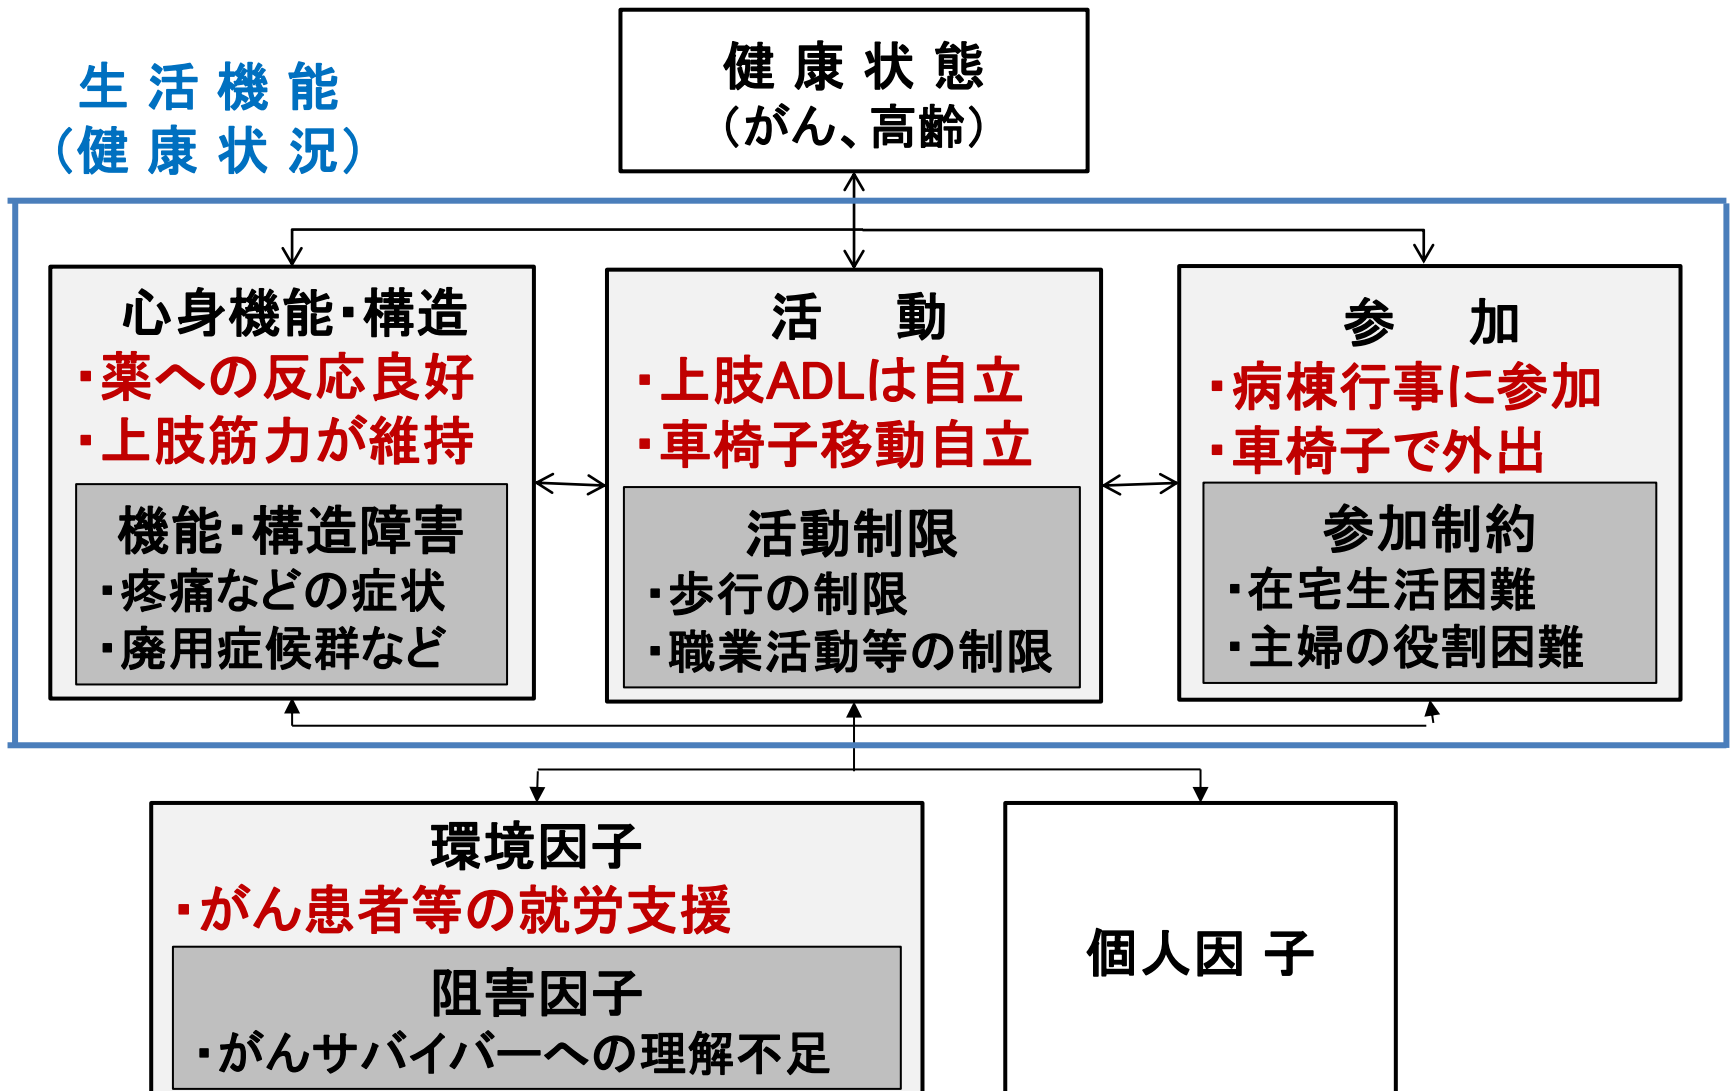 生 活 機 能
（健 康 状 況）
健 康 状 態
（がん、高齢）
心身機能・構造
・薬への反応良好
・上肢筋力が維持
機能・構造障害
・疼痛などの症状
・廃用症候群など
活　動
・上肢ADLは自立
・車椅子移動自立
活動制限
・歩行の制限
・職業活動等の制限
参　加
・病棟行事に参加
・車椅子で外出
参加制約
・在宅生活困難
・主婦の役割困難
環境因子
・がん患者等の就労支援
阻害因子
・がんサバイバーへの理解不足
個人因 子